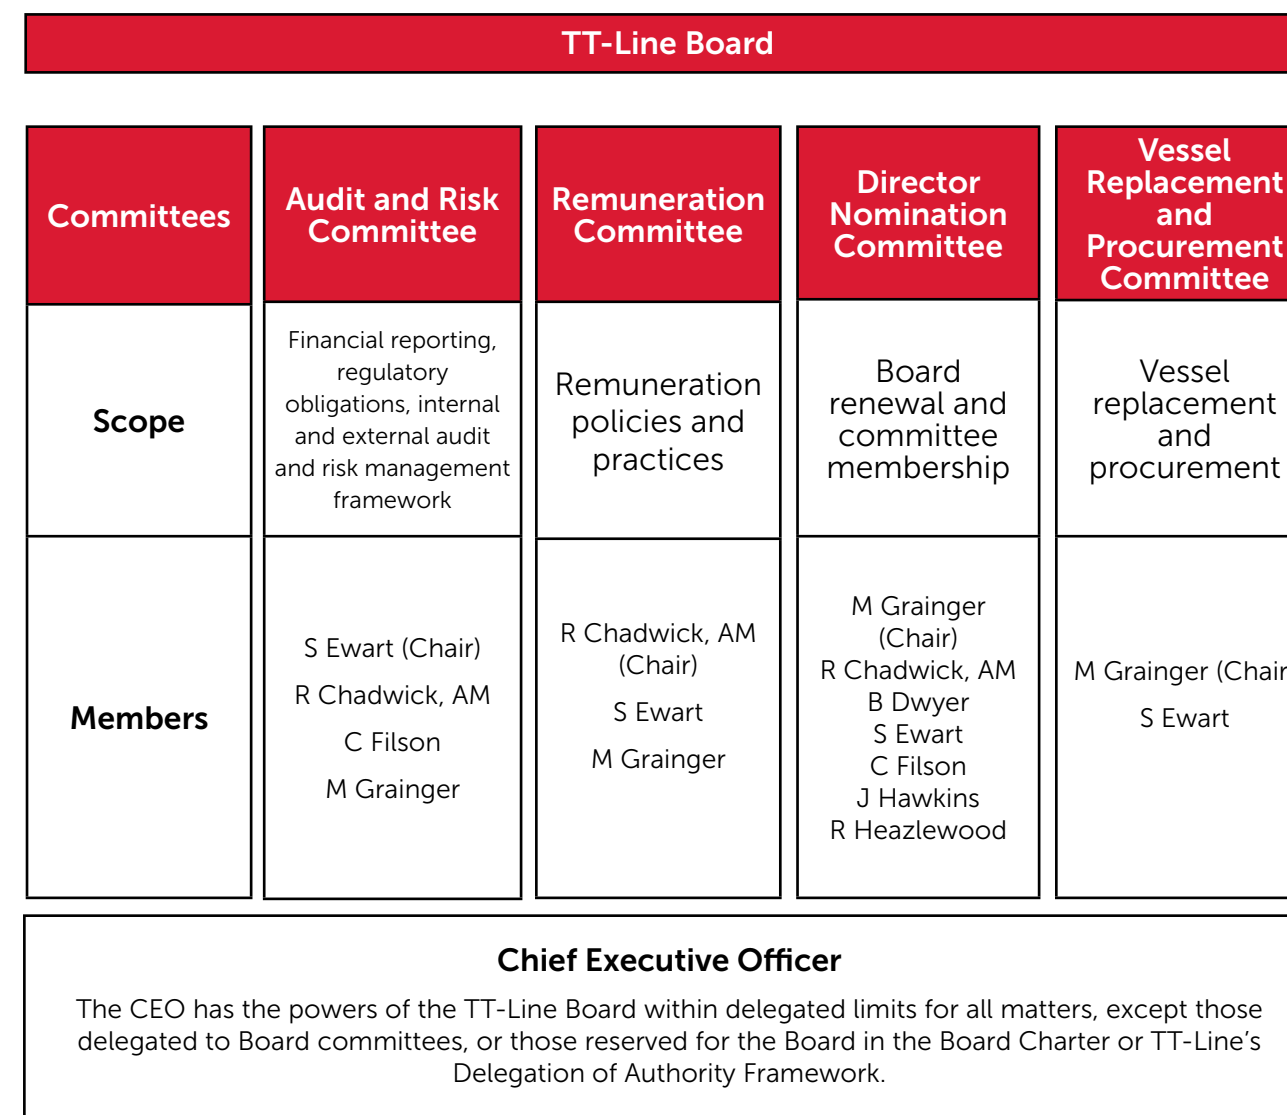 TT-Line Board
Committees
Audit and Risk
Committee
Remuneration
Committee
Director
Nomination
Committee
Vessel
Replacement
and
Procurement
Committee
Scope
Financial reporting,
regulatory
obligations, internal
and external audit
and risk management
framework
Remuneration
policies and
practices
Board
renewal and
committee
membership
Vessel
replacement
and
procurement
Members
S Ewart (Chair)
R Chadwick, AM
C Filson
M Grainger
R Chadwick, AM
(Chair)
S Ewart
M Grainger
M Grainger
(Chair)
R Chadwick, AM
B Dwyer
S Ewart
C Filson
J Hawkins
R Heazlewood
M Grainger (Chair
S Ewart
Chief Executive Officer
The CEO has the powers of the TT-Line Board within delegated limits for all matters, except those
delegated to Board committees, or those reserved for the Board in the Board Charter or TT-Line’s
Delegation of Authority Framework.